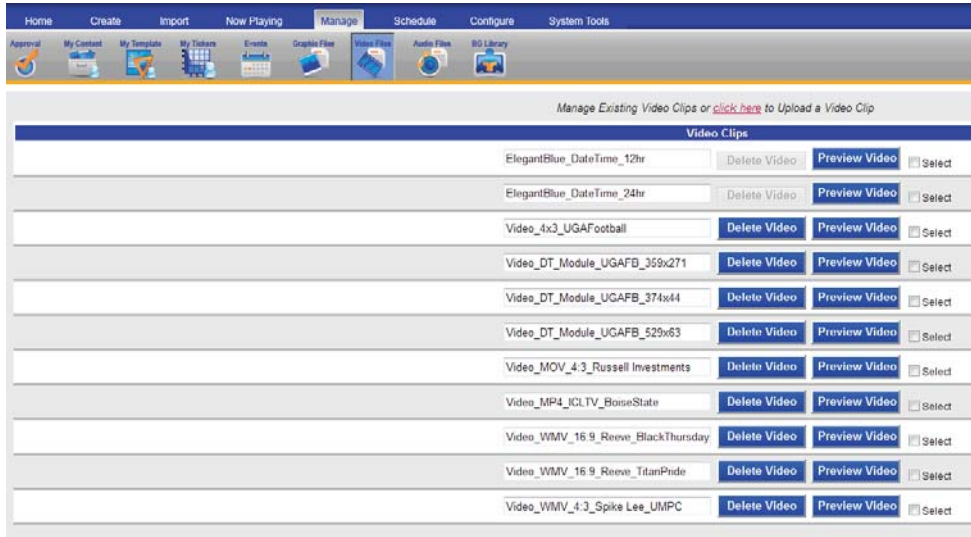 Home Create Import Now Playing Manage Schedule Configure System Tools
Approval My Content My Template My Tickers Events Graphic Files Video Files Audio Files BG Library
Manage Existing Video Clips or click here to Upload a Video Clip
Video Clips
ElegantBlue_DateTime_12hr Delete Video Preview Video Select
ElegantBlue_DateTime_24hr Delete Video Preview Video Select
Video_4x3_UGAFootball Delete Video Preview Video Select
Video_DT_Module_UGAFB_359x271 Delete Video Preview Video Select
Video_DT_Module_UGAFB_374x44 Delete Video Preview Video Select
Video_DT_Module_UGAFB_529x63 Delete Video Preview Video Select
Video_MOV_4:3_Russell Investments Delete Video Preview Video Select
Video_MP4_ICLTV_BoiseState Delete Video Preview Video Select
Video_WMV_16:9_Reeve_BlackThursday Delete Video Preview Video Select
Video_WMV_16:9_Reeve_TitanPride Delete Video Preview Video Select
Video_WMV_4:3_Spike Lee_UMPC Delete Video Preview Video Select